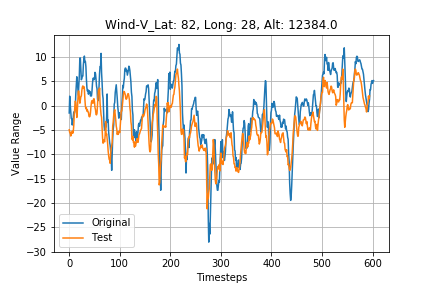 Wind-V_Lat: 82, Long: 28, Alt: 12384.0
Value Range
10
5
0
−5
−10
−15
−20
−25
−30
Original
Test
0 100 200 300 400 500 600
Timesteps